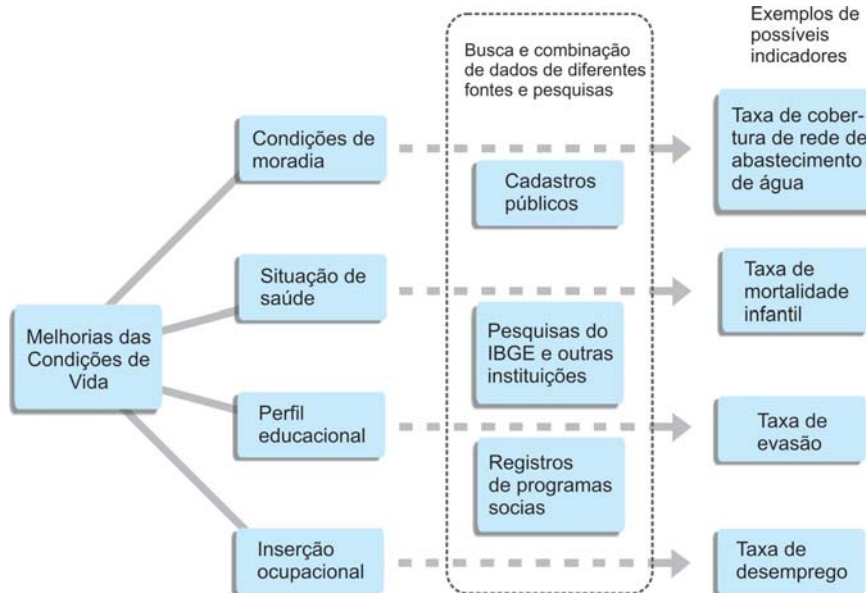 Exemplos de
possíveis
indicadores
Busca e combinação
de dados de diferentes
fontes e pesquisas
Condições de
moradia
Taxa de cober-
tura de rede de
abastecimento
de água
Cadastros
públicos
Situação de
saúde
Taxa de
mortalidade
infantil
Melhorias das
Condições de
Vida
Pesquisas do
IBGE e outras
instituições
Perfil
educacional
Taxa de
evasão
Registros
de programas
socias
Inserção
ocupacional
Taxa de
desemprego